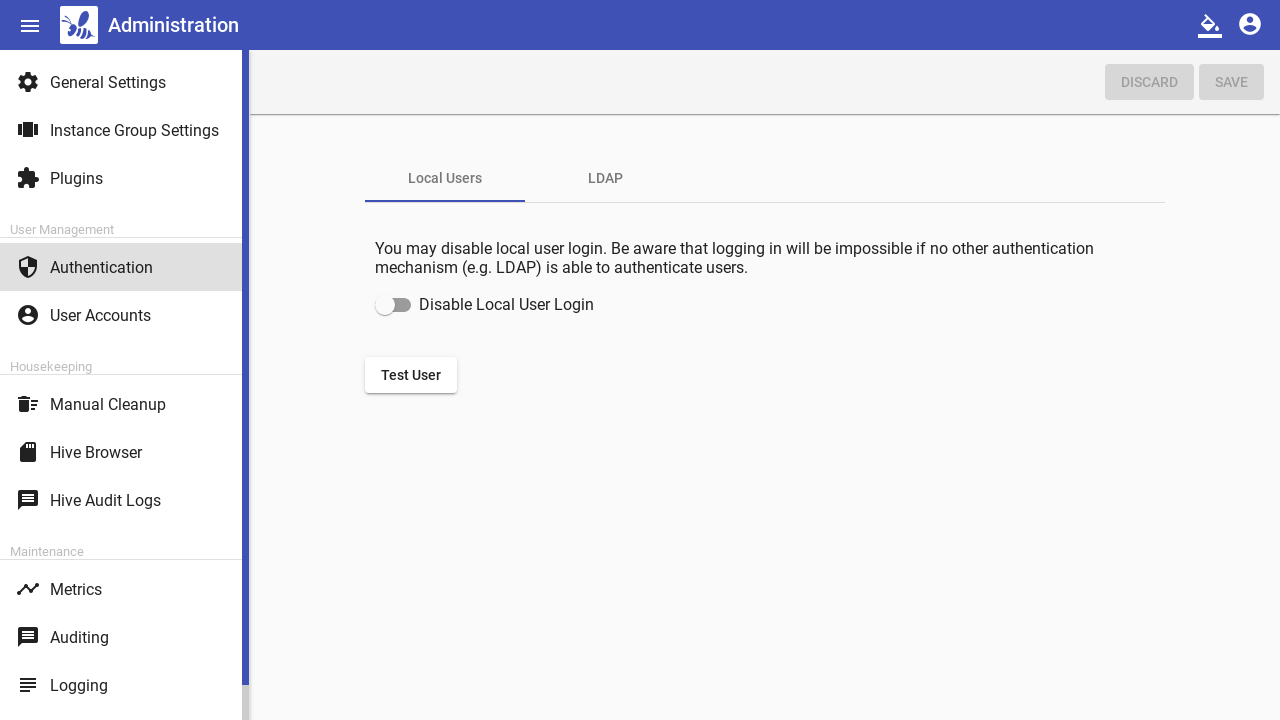 Administration
General Settings
Instance Group Settings
Plugins
User Management
Authentication
User Accounts
Housekeeping
Manual Cleanup
Hive Browser
Hive Audit Logs
Maintenance
Metrics
Auditing
Logging
DISCARD
SAVE
Local Users
LDAP
You may disable local user login. Be aware that logging in will be impossible if no other authentication
mechanism (e.g. LDAP) is able to authenticate users.
Disable Local User Login
Test User